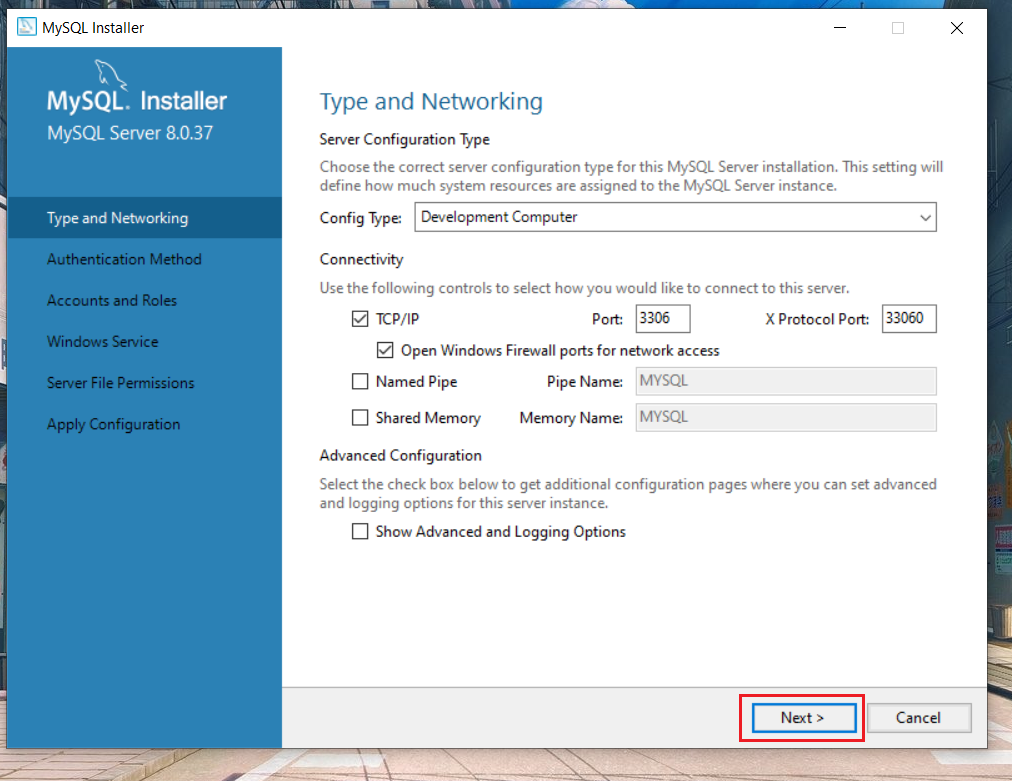 MySQL Installer
MySQL. Installer
MySQL Server 8.0.37
Type and Networking
Authentication Method
Accounts and Roles
Windows Service
Server File Permissions
Apply Configuration
Type and Networking
Server Configuration Type
Choose the correct server configuration type for this MySQL Server installation. This setting will
define how much system resources are assigned to the MySQL Server instance.
Config Type: Development Computer
Connectivity
Use the following controls to select how you would like to connect to this server.
TCP/IP Port: 3306 X Protocol Port: 33060
Open Windows Firewall ports for network access
Named Pipe Pipe Name: MYSQL
Shared Memory Memory Name: MYSQL
Advanced Configuration
Select the check box below to get additional configuration pages where you can set advanced
and logging options for this server instance.
Show Advanced and Logging Options
Next > Cancel